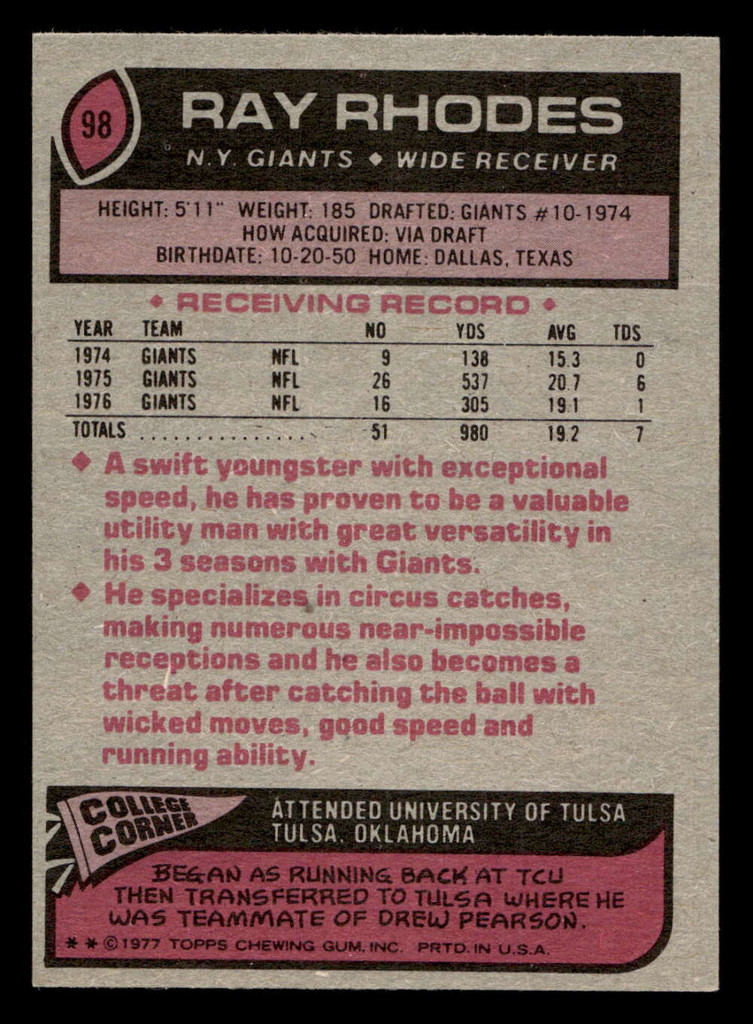 98
RAY RHODES
N.Y. GIANTS ♦ WIDE RECEIVER
HEIGHT: 5'11" WEIGHT: 185 DRAFTED: GIANTS #10-1974
HOW ACQUIRED: VIA DRAFT
BIRTHDATE: 10-20-50 HOME: DALLAS, TEXAS
♦ RECEIVING RECORD ♦
YEAR TEAM NO YDS AVG TDS
1974 GIANTS NFL 9 138 15.3 0
1975 GIANTS NFL 26 537 20.7 6
1976 GIANTS NFL 16 305 19.1 1
TOTALS ................. 51 980 19.2 7
♦ A swift youngster with exceptional
speed, he has proven to be a valuable
utility man with great versatility in
his 3 seasons with Giants.
♦ He specializes in circus catches,
making numerous near-impossible
receptions and he also becomes a
threat after catching the ball with
wicked moves, good speed and
running ability.
COLLEGE
CORNER
ATTENDED UNIVERSITY OF TULSA
TULSA, OKLAHOMA
BEGAN AS RUNNING BACK AT TCU
THEN TRANSFERRED TO TULSA WHERE HE
WAS TEAMMATE OF DREW PEARSON.
* * © 1977 TOPPS CHEWING GUM, INC. PRTD. IN U.S.A.